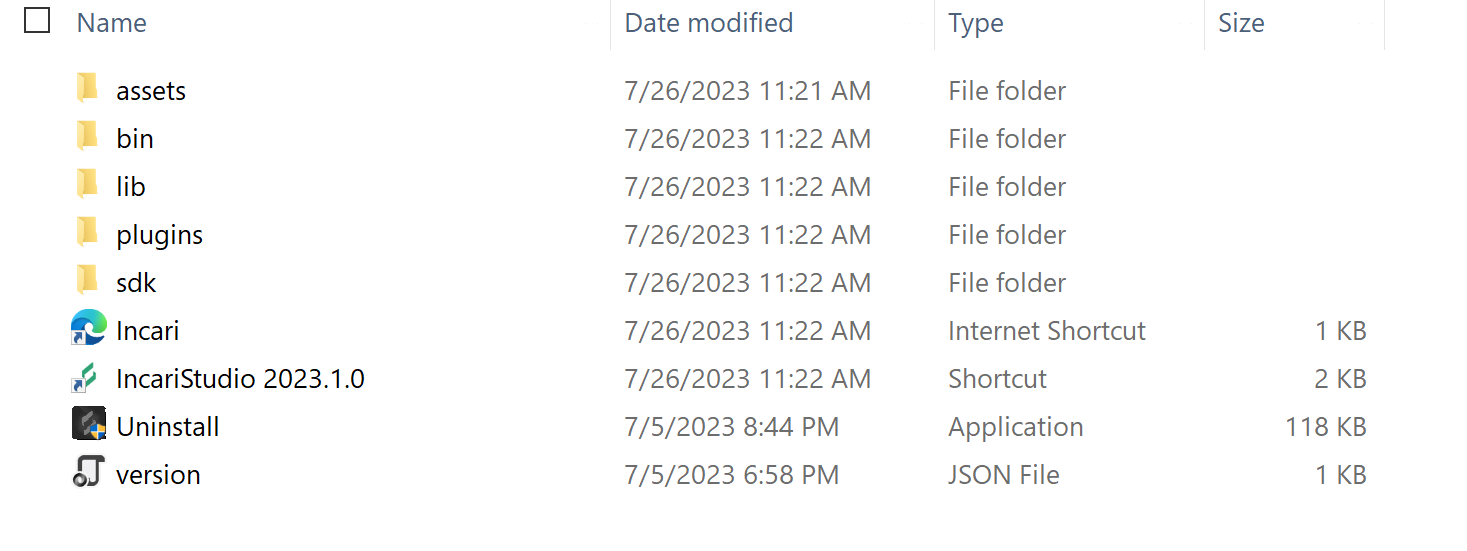 Name Date modified Type Size
assets 7/26/2023 11:21 AM File folder
bin 7/26/2023 11:22 AM File folder
lib 7/26/2023 11:22 AM File folder
plugins 7/26/2023 11:22 AM File folder
sdk 7/26/2023 11:22 AM File folder
Incari 7/26/2023 11:22 AM Internet Shortcut 1 KB
IncariStudio 2023.1.0 7/26/2023 11:22 AM Shortcut 2 KB
Uninstall 7/5/2023 8:44 PM Application 118 KB
version 7/5/2023 6:58 PM JSON File 1 KB